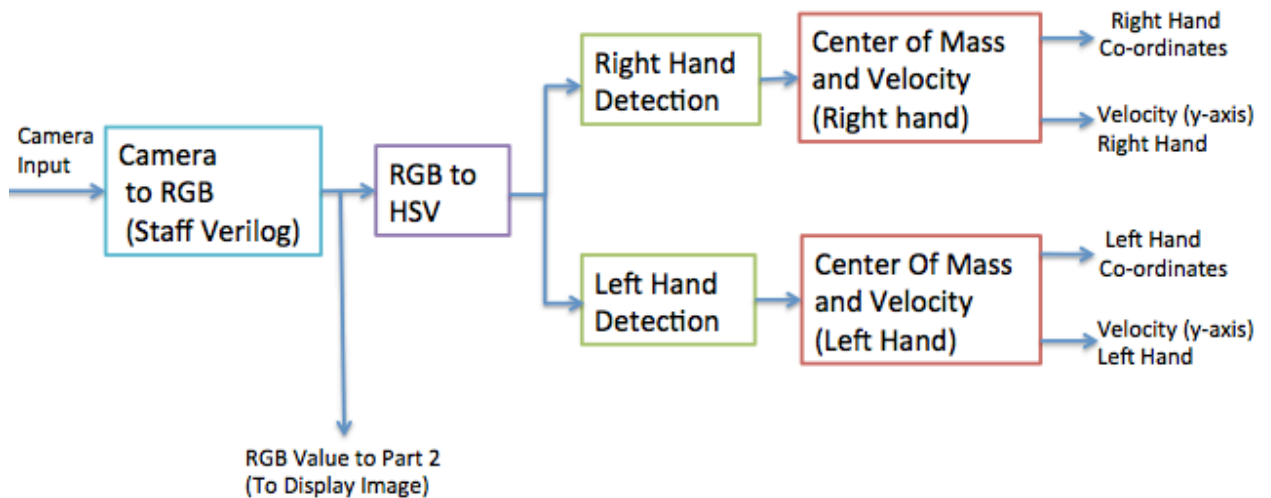 Camera
Input
Camera
to RGB
(Staff Verilog)
RGB to
HSV
Right Hand
Detection
Center of Mass
and Velocity
(Right hand)
Right Hand
Co-ordinates
Velocity (y-axis)
Right Hand
Left Hand
Detection
Center Of Mass
and Velocity
(Left Hand)
Left Hand
Co-ordinates
Velocity (y-axis)
Left Hand
RGB Value to Part 2
(To Display Image)